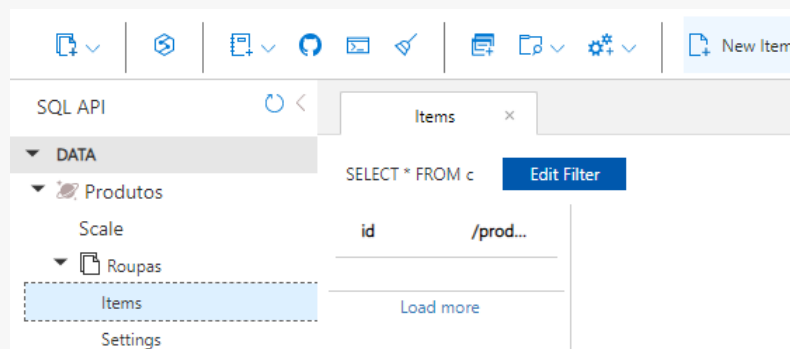 New Item
SQL API
Items
DATA
SELECT * FROM c
Edit Filter
Produtos
Scale
id
/prod...
Roupas
Items
Load more
Settings